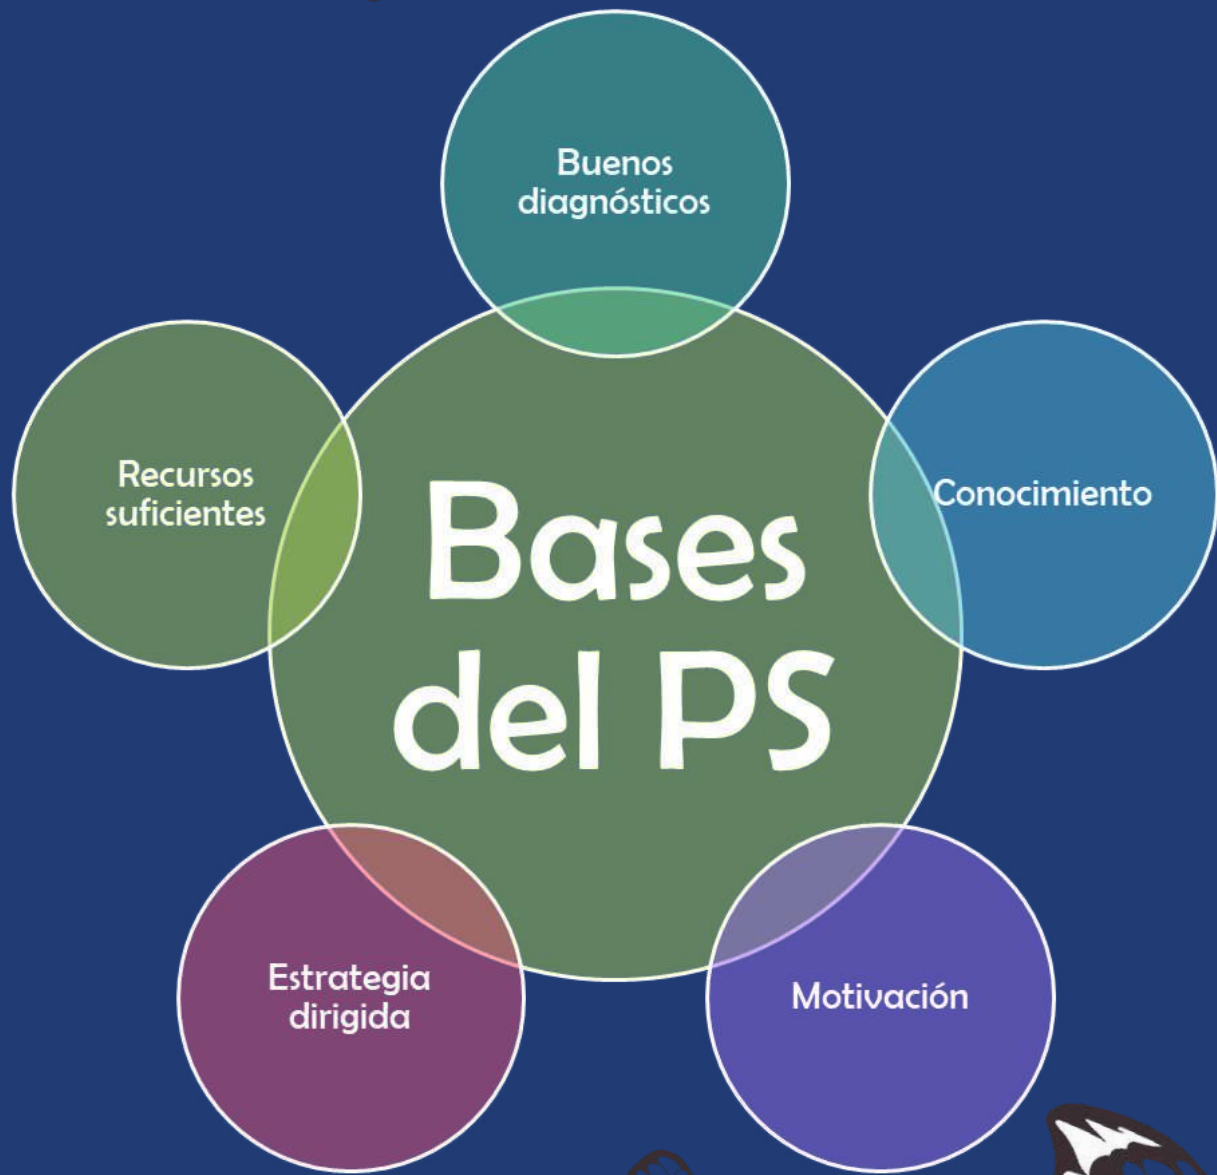 Buenos
diagnósticos
Conocimiento
Motivación
Estrategia
dirigida
Recursos
suficientes
Bases
del PS